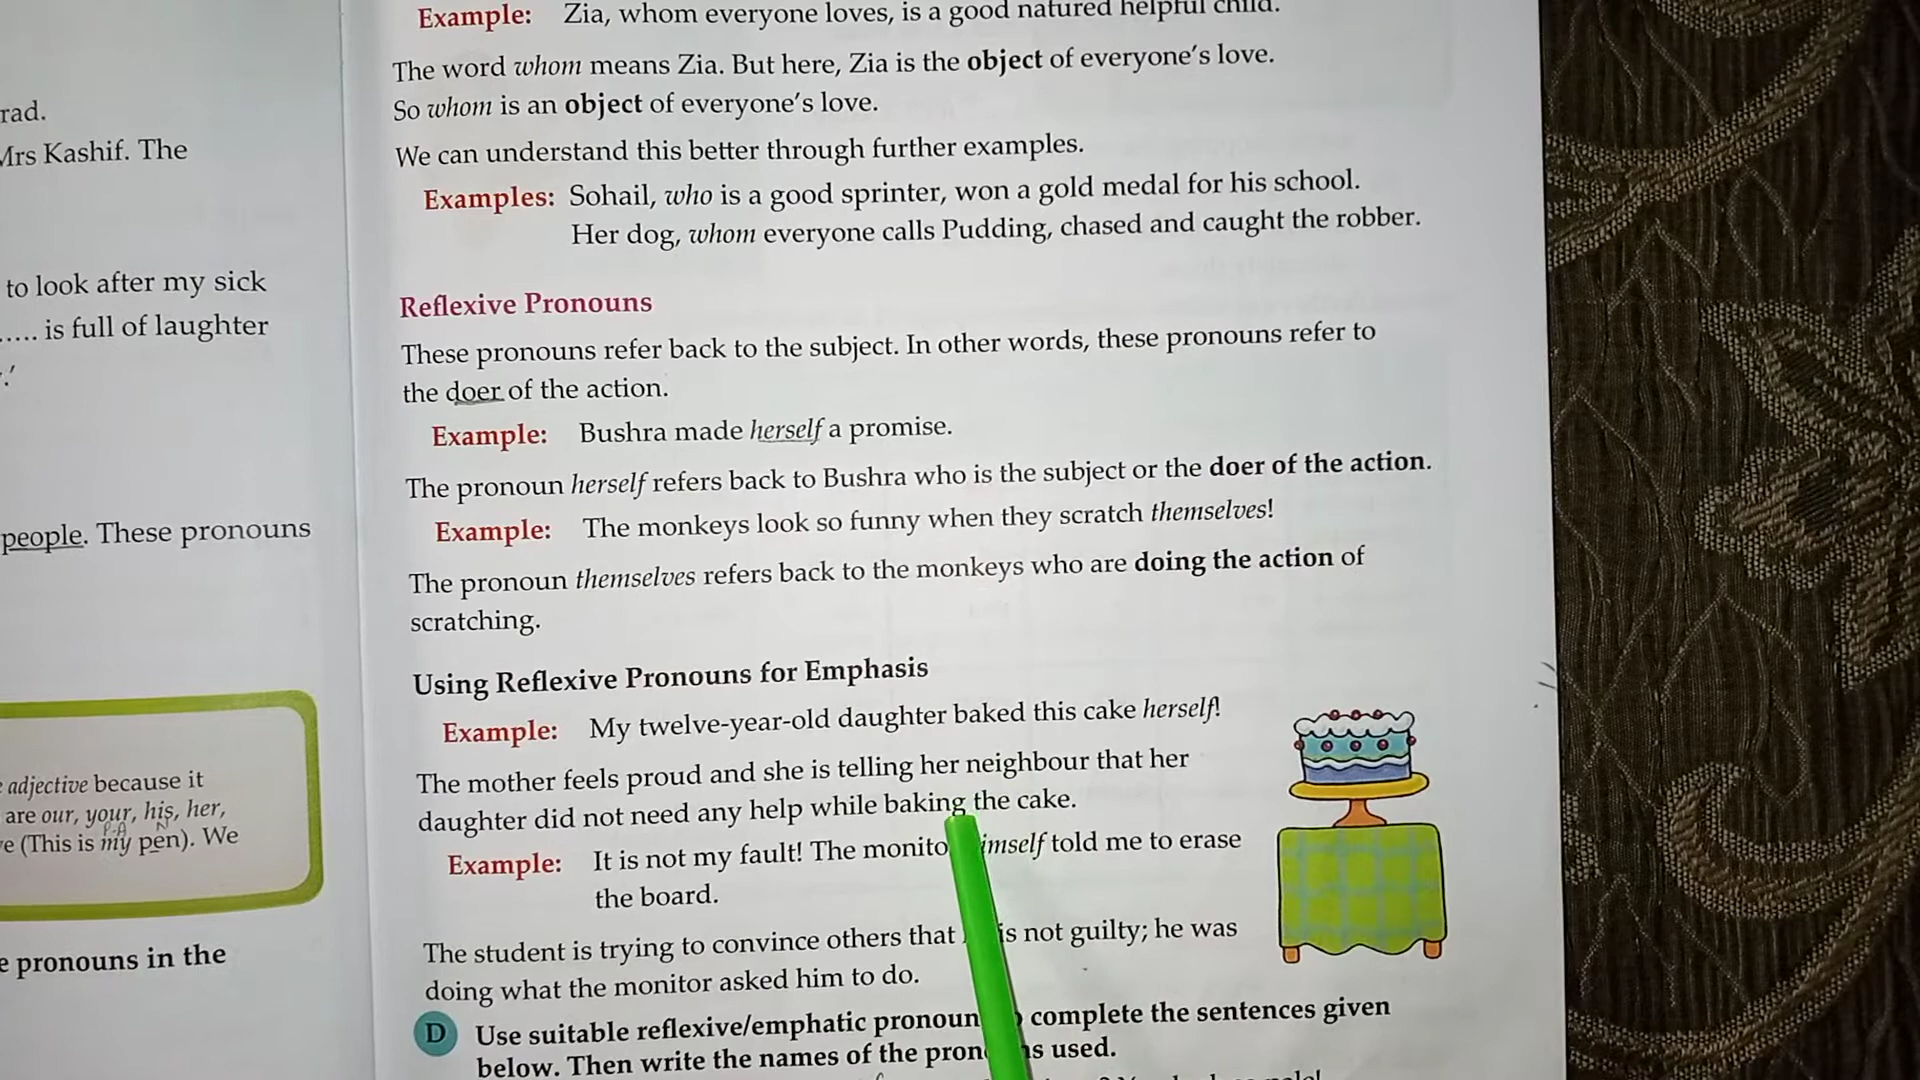 rad.
Mrs Kashif. The
to look after my sick
..... is full of laughter
.'
people. These pronouns
adjective because it
are our, your, his, her,
P.A N
e (This is my pen). We
e pronouns in the
Example: Zia, whom everyone loves, is a good natured helpful child.
The word whom means Zia. But here, Zia is the object of everyone's love.
So whom is an object of everyone's love.
We can understand this better through further examples.
Examples: Sohail, who is a good sprinter, won a gold medal for his school.
Her dog, whom everyone calls Pudding, chased and caught the robber.
Reflexive Pronouns
These pronouns refer back to the subject. In other words, these pronouns refer to
the doer of the action.
Example: Bushra made herself a promise.
The pronoun herself refers back to Bushra who is the subject or the doer of the action.
Example: The monkeys look so funny when they scratch themselves!
The pronoun themselves refers back to the monkeys who are doing the action of
scratching.
Using Reflexive Pronouns for Emphasis
Example: My twelve-year-old daughter baked this cake herself!
The mother feels proud and she is telling her neighbour that her
daughter did not need any help while baking the cake.
Example: It is not my fault! The monito imself told me to erase
the board.
The student is trying to convince others that is not guilty; he was
doing what the monitor asked him to do.
D Use suitable reflexive/emphatic pronoun complete the sentences given
below. Then write the names of the pron s used.